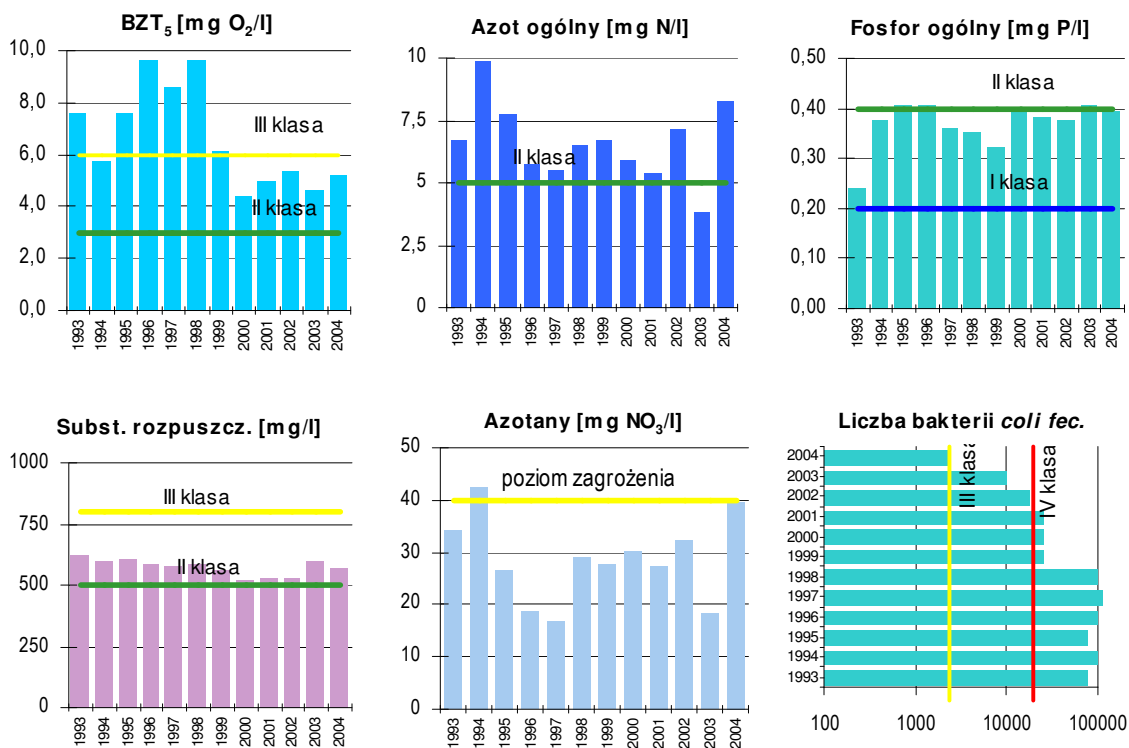 BZT5 [mg O2/l]
10,0
8,0
6,0
4,0
2,0
0,0
III klasa
II klasa
1993 1994 1995 1996 1997 1998 1999 2000 2001 2002 2003 2004
Azot ogólny [mg N/l]
10
7,5
5
2,5
0
II klasa
1993 1994 1995 1996 1997 1998 1999 2000 2001 2002 2003 2004
Fosfor ogólny [mg P/l]
0,50
0,40
0,30
0,20
0,10
0,00
II klasa
I klasa
1993 1994 1995 1996 1997 1998 1999 2000 2001 2002 2003 2004
Subst. rozpuszcz. [mg/l]
1000
750
500
250
0
III klasa
II klasa
1993 1994 1995 1996 1997 1998 1999 2000 2001 2002 2003 2004
Azotany [mg NO3/l]
50
40
30
20
10
0
poziom zagrożenia
1993 1994 1995 1996 1997 1998 1999 2000 2001 2002 2003 2004
Liczba bakterii coli fec.
2004
2003
2002
2001
2000
1999
1998
1997
1996
1995
1994
1993
III klasa
IV klasa
100 1000 10000 100000